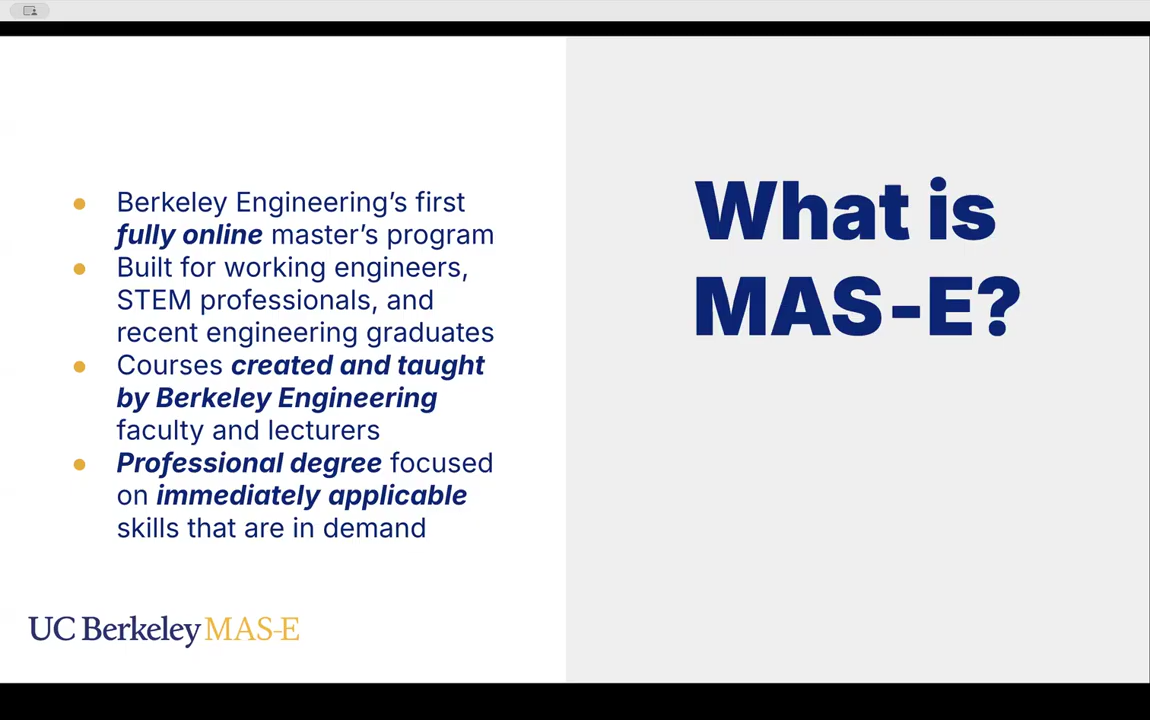 ● Berkeley Engineering’s first
fully online master’s program
● Built for working engineers,
STEM professionals, and
recent engineering graduates
● Courses created and taught
by Berkeley Engineering
faculty and lecturers
● Professional degree focused
on immediately applicable
skills that are in demand
UC Berkeley MAS-E
What is
MAS-E?